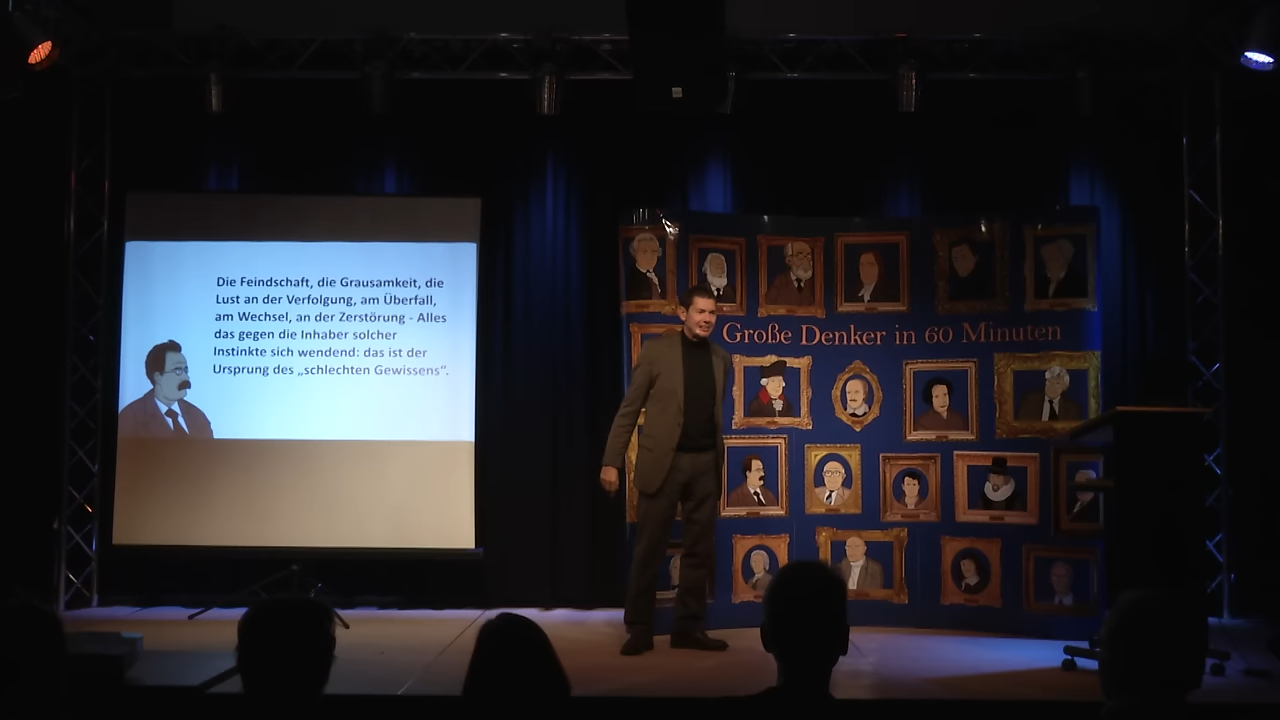 Die Feindschaft, die Grausamkeit, die
Lust an der Verfolgung, am Überfall,
am Wechsel, an der Zerstörung - Alles
das gegen die Inhaber solcher
Instinkte sich wendend: das ist der
Ursprung des „schlechten Gewissens“.
Große Denker in 60 Minuten